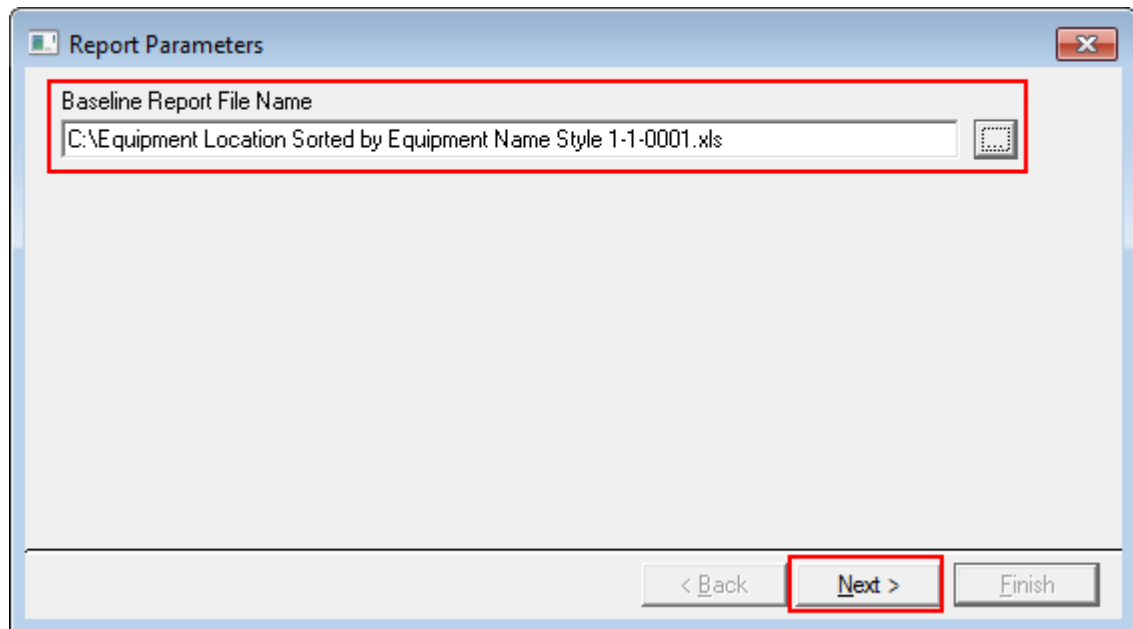 Report Parameters
Baseline Report File Name
C:\Equipment Location Sorted by Equipment Name Style 1-1-0001.xls
...
< Back Next > Finish